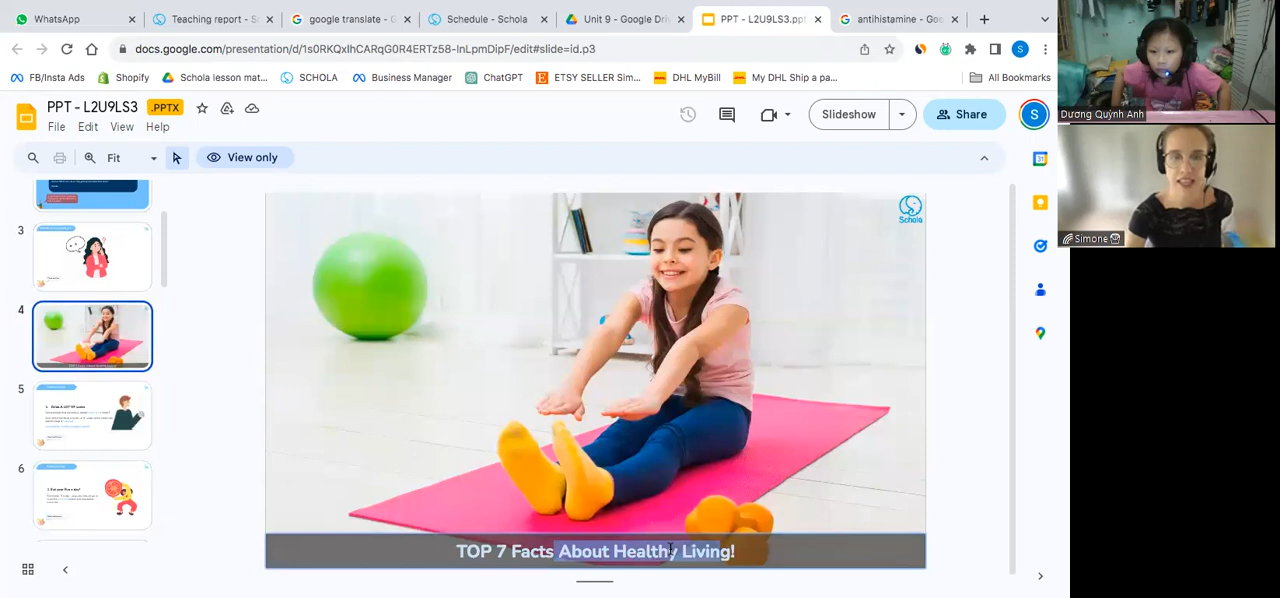 WhatsApp
Teaching report - S
google translate - G
Schedule - Schola
Unit 9 - Google Driv
PPT - L2U9LS3.ppt
antihistamine - Goo
docs.google.com/presentation/d/1s0RKQxIhCARqG0R4ERTz58-lnLpmDipF/edit#slide=id.p3
FB/Insta Ads
Shopify
Schola lesson mat...
SCHOLA
Business Manager
ChatGPT
ETSY SELLER Sim...
DHL MyBill
My DHL Ship a pa...
All Bookmarks
PPT - L2U9LS3 .PPTX
File Edit View Help
Slideshow
Share
S
Fit
View only
3
4
5
6
Schola
TOP 7 Facts About Healthy Living!
Dương Quỳnh Anh
Simone